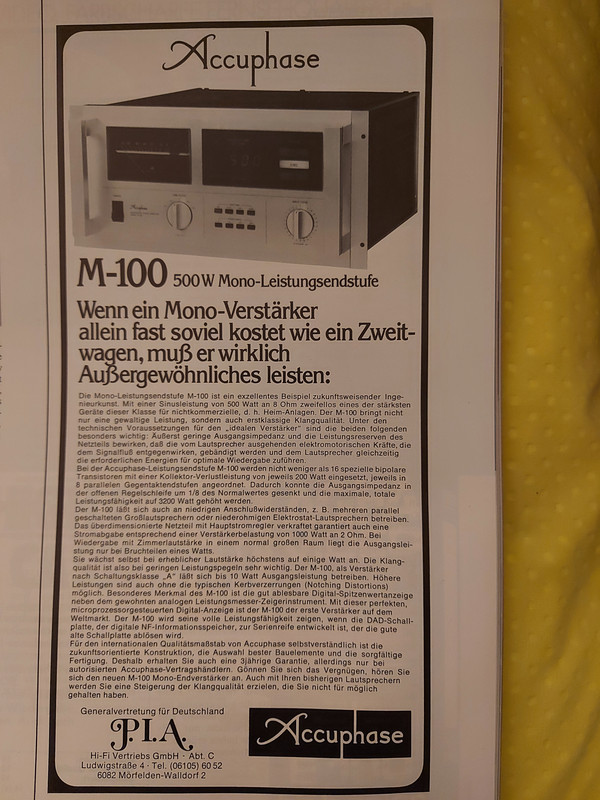 Accuphase
M-100 500 W Mono-Leistungsendstufe
Wenn ein Mono-Verstärker
allein fast soviel kostet wie ein Zweit-
wagen, muß er wirklich
Außergewöhnliches leisten:
Die Mono-Leistungsendstufe M-100 ist ein exzellentes Beispiel zukunftsweisender Inge-
nieurkunst. Mit einer Sinusleistung von 500 Watt an 8 Ohm zweifellos eines der stärksten
Geräte dieser Klasse für nichtkommerzielle, d. h. Heim-Anlagen. Der M-100 bringt nicht
nur eine gewaltige Leistung, sondern auch erstklassige Klangqualität. Unter den
technischen Voraussetzungen für den „idealen Verstärker" sind die beiden folgenden
besonders wichtig: Äußerst geringe Ausgangsimpedanz und die Leistungsreserven des
Netzteils bewirken, daß die vom Lautsprecher ausgehenden elektromotorischen Kräfte, die
dem Signalfluß entgegenwirken, gebändigt werden und dem Lautsprecher gleichzeitig
die erforderlichen Energien für optimale Wiedergabe zuführen.
Bei der Accuphase-Leistungsendstufe M-100 werden nicht weniger als 16 spezielle bipolare
Transistoren mit einer Kollektor-Verlustleistung von jeweils 200 Watt eingesetzt, jeweils in
8 parallelen Gegentaktendstufen angeordnet. Dadurch konnte die Ausgangsimpedanz in
der offenen Regelschleife um 1/8 des Normalwertes gesenkt und die maximale, totale
Leistungsfähigkeit auf 3200 Watt gehöht werden.
Der M-100 läßt sich auch an niedrigen Anschlußwiderständen, z. B. mehreren parallel
geschalteten Großlautsprechern oder niederohmigen Elektrostat-Lautsprechern betreiben.
Das überdimensionierte Netzteil mit Hauptstromregler verkraftet garantiert auch eine
Stromabgabe entsprechend einer Verstärkerbelastung von 1000 Watt an 2 Ohm. Bei
Wiedergabe mit Zimmerlautstärke in einem normal großen Raum liegt die Ausgangslei-
stung nur bei Bruchteilen eines Watts.
Sie wächst selbst bei erheblicher Lautstärke höchstens auf einige Watt an. Die Klang-
qualität ist also bei geringen Leistungspegeln sehr wichtig. Der M-100, als Verstärker
nach Schaltungsklasse „A" läßt sich bis 10 Watt Ausgangsleistung betreiben. Höhere
Leistungen sind auch ohne die typischen Kerbverzerrungen (Notching Distortions)
möglich. Besonderes Merkmal des M-100 ist die gut ablesbare Digital-Spitzenwertanzeige
neben dem gewohnten analogen Leistungsmesser-Zeigerinstrument. Mit dieser perfekten,
microprozessorgesteuerten Digital-Anzeige ist der M-100 der erste Verstärker auf dem
Weltmarkt. Der M-100 wird seine volle Leistungsfähigkeit zeigen, wenn die DAD-Schall-
platte, der digitale NF-Informationsspeicher, zur Serienreife entwickelt ist, der die gute
alte Schallplatte ablösen wird.
Für den internationalen Qualitätsmaßstab von Accuphase selbstverständlich ist die
zukunftsorientierte Konstruktion, die Auswahl bester Bauelemente und die sorgfältige
Fertigung. Deshalb erhalten Sie auch eine 3jährige Garantie, allerdings nur bei
autorisierten Accuphase-Vertragshändlern. Gönnen Sie sich das Vergnügen, hören Sie
sich den neuen M-100 Mono-Endverstärker an. Auch mit Ihren bisherigen Lautsprechern
werden Sie eine Steigerung der Klangqualität erzielen, die Sie nicht für möglich
gehalten haben.
Generalvertretung für Deutschland
P.I.A.
Hi-Fi Vertriebs GmbH · Abt. C
Ludwigstraße 4 · Tel. (06105) 60 52
6082 Mörfelden-Walldorf 2
Accuphase